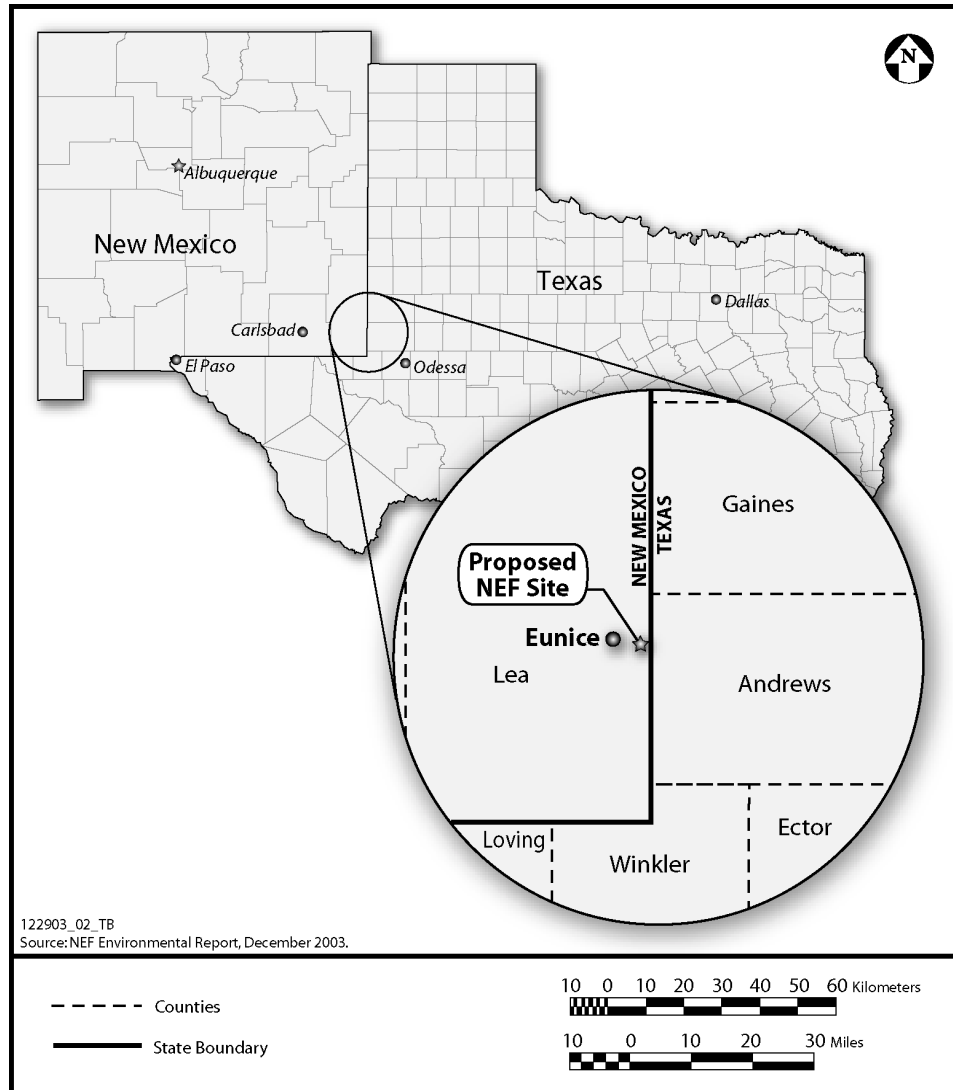 N
Albuquerque
New Mexico
Texas
Dallas
Carlsbad
El Paso
Odessa
NEW MEXICO
TEXAS
Gaines
Proposed
NEF Site
Eunice
Lea
Andrews
Ector
Loving
Winkler
122903_02_TB
Source: NEF Environmental Report, December 2003.
Counties
State Boundary
10 0 10 20 30 40 50 60 Kilometers
10 0 10 20 30 Miles